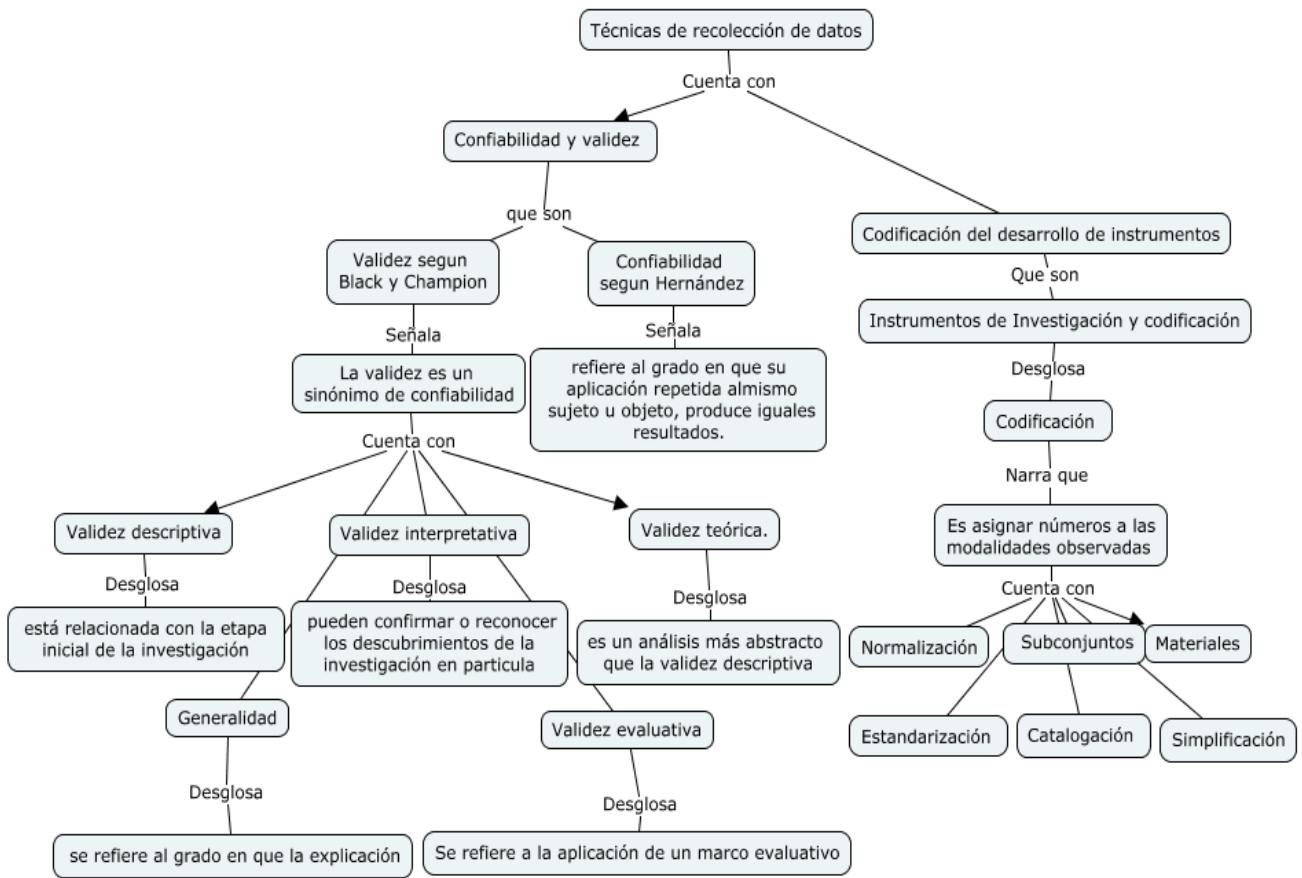 Técnicas de recolección de datos
Cuenta con
Confiabilidad y validez
que son
Validez segun
Black y Champion
Señala
La validez es un
sinónimo de confiabilidad
Confiabilidad
segun Hernández
Señala
refiere al grado en que su
aplicación repetida almismo
sujeto u objeto, produce iguales
resultados.
Cuenta con
Validez descriptiva
Desglosa
está relacionada con la etapa
inicial de la investigación
Validez interpretativa
Desglosa
pueden confirmar o reconocer
los descubrimientos de la
investigación en particula
Validez teórica.
Desglosa
es un análisis más abstracto
que la validez descriptiva
Generalidad
Desglosa
se refiere al grado en que la explicación
Validez evaluativa
Desglosa
Se refiere a la aplicación de un marco evaluativo
Codificación del desarrollo de instrumentos
Que son
Instrumentos de Investigación y codificación
Desglosa
Codificación
Narra que
Es asignar números a las
modalidades observadas
Cuenta con
Normalización
Subconjuntos
Materiales
Estandarización
Catalogación
Simplificación